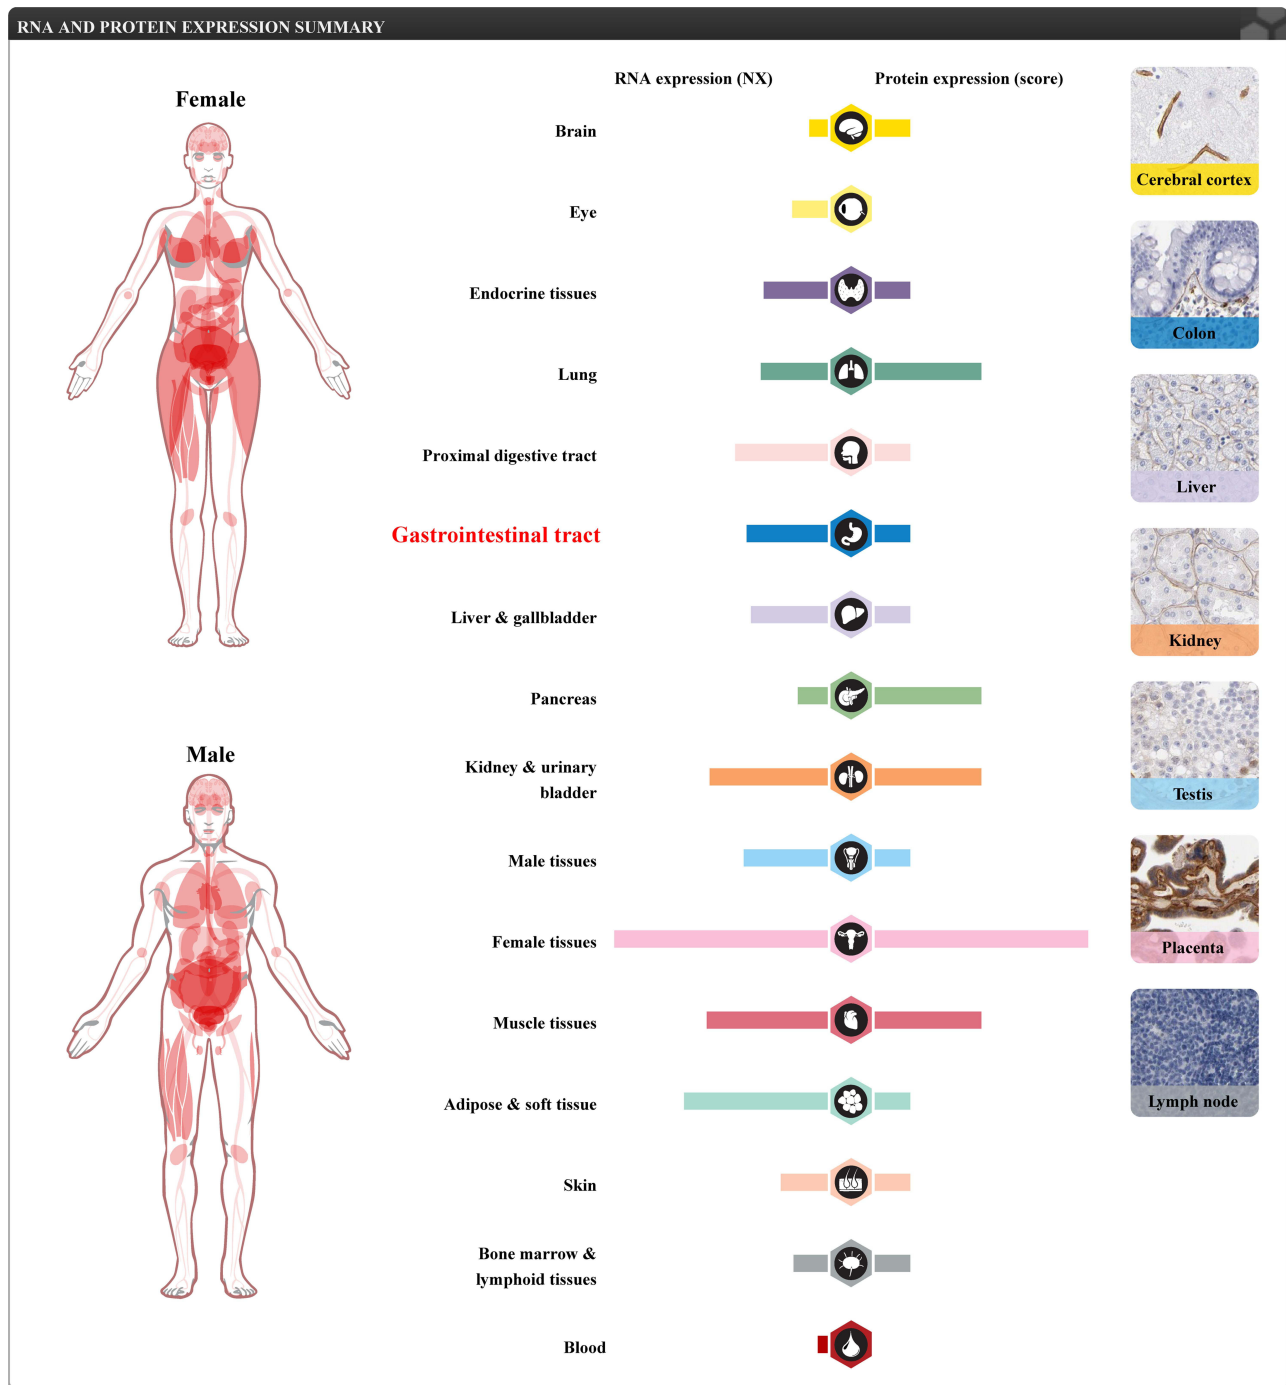 RNA AND PROTEIN EXPRESSION SUMMARY
RNA expression (NX)
Protein expression (score)
Female
Brain
Eye
Endocrine tissues
Lung
Proximal digestive tract
Gastrointestinal tract
Liver & gallbladder
Pancreas
Male
Kidney & urinary
bladder
Male tissues
Female tissues
Muscle tissues
Adipose & soft tissue
Skin
Bone marrow &
lymphoid tissues
Blood
Cerebral cortex
Colon
Liver
Kidney
Testis
Placenta
Lymph node